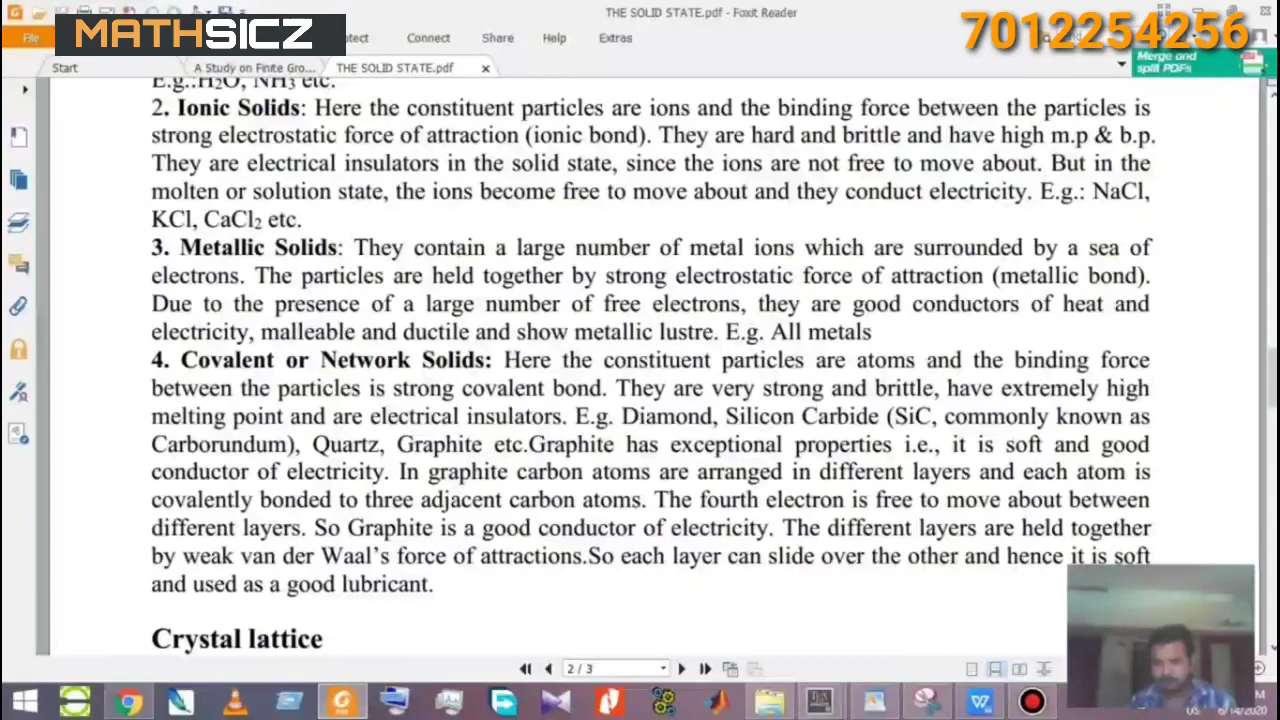 MATHSICZ
THE SOLID STATE.pdf - Foxit Reader
7012254256
File
Connect
Share
Help
Extras
Merge and
split PDFs
Start
A Study on Finite Gro...
THE SOLID STATE.pdf
E.g.:H₂O, NH₃ etc.
2. Ionic Solids: Here the constituent particles are ions and the binding force between the particles is
strong electrostatic force of attraction (ionic bond). They are hard and brittle and have high m.p & b.p.
They are electrical insulators in the solid state, since the ions are not free to move about. But in the
molten or solution state, the ions become free to move about and they conduct electricity. E.g.: NaCl,
KCl, CaCl₂ etc.
3. Metallic Solids: They contain a large number of metal ions which are surrounded by a sea of
electrons. The particles are held together by strong electrostatic force of attraction (metallic bond).
Due to the presence of a large number of free electrons, they are good conductors of heat and
electricity, malleable and ductile and show metallic lustre. E.g. All metals
4. Covalent or Network Solids: Here the constituent particles are atoms and the binding force
between the particles is strong covalent bond. They are very strong and brittle, have extremely high
melting point and are electrical insulators. E.g. Diamond, Silicon Carbide (SiC, commonly known as
Carborundum), Quartz, Graphite etc.Graphite has exceptional properties i.e., it is soft and good
conductor of electricity. In graphite carbon atoms are arranged in different layers and each atom is
covalently bonded to three adjacent carbon atoms. The fourth electron is free to move about between
different layers. So Graphite is a good conductor of electricity. The different layers are held together
by weak van der Waal's force of attractions.So each layer can slide over the other and hence it is soft
and used as a good lubricant.
Crystal lattice
2 / 3